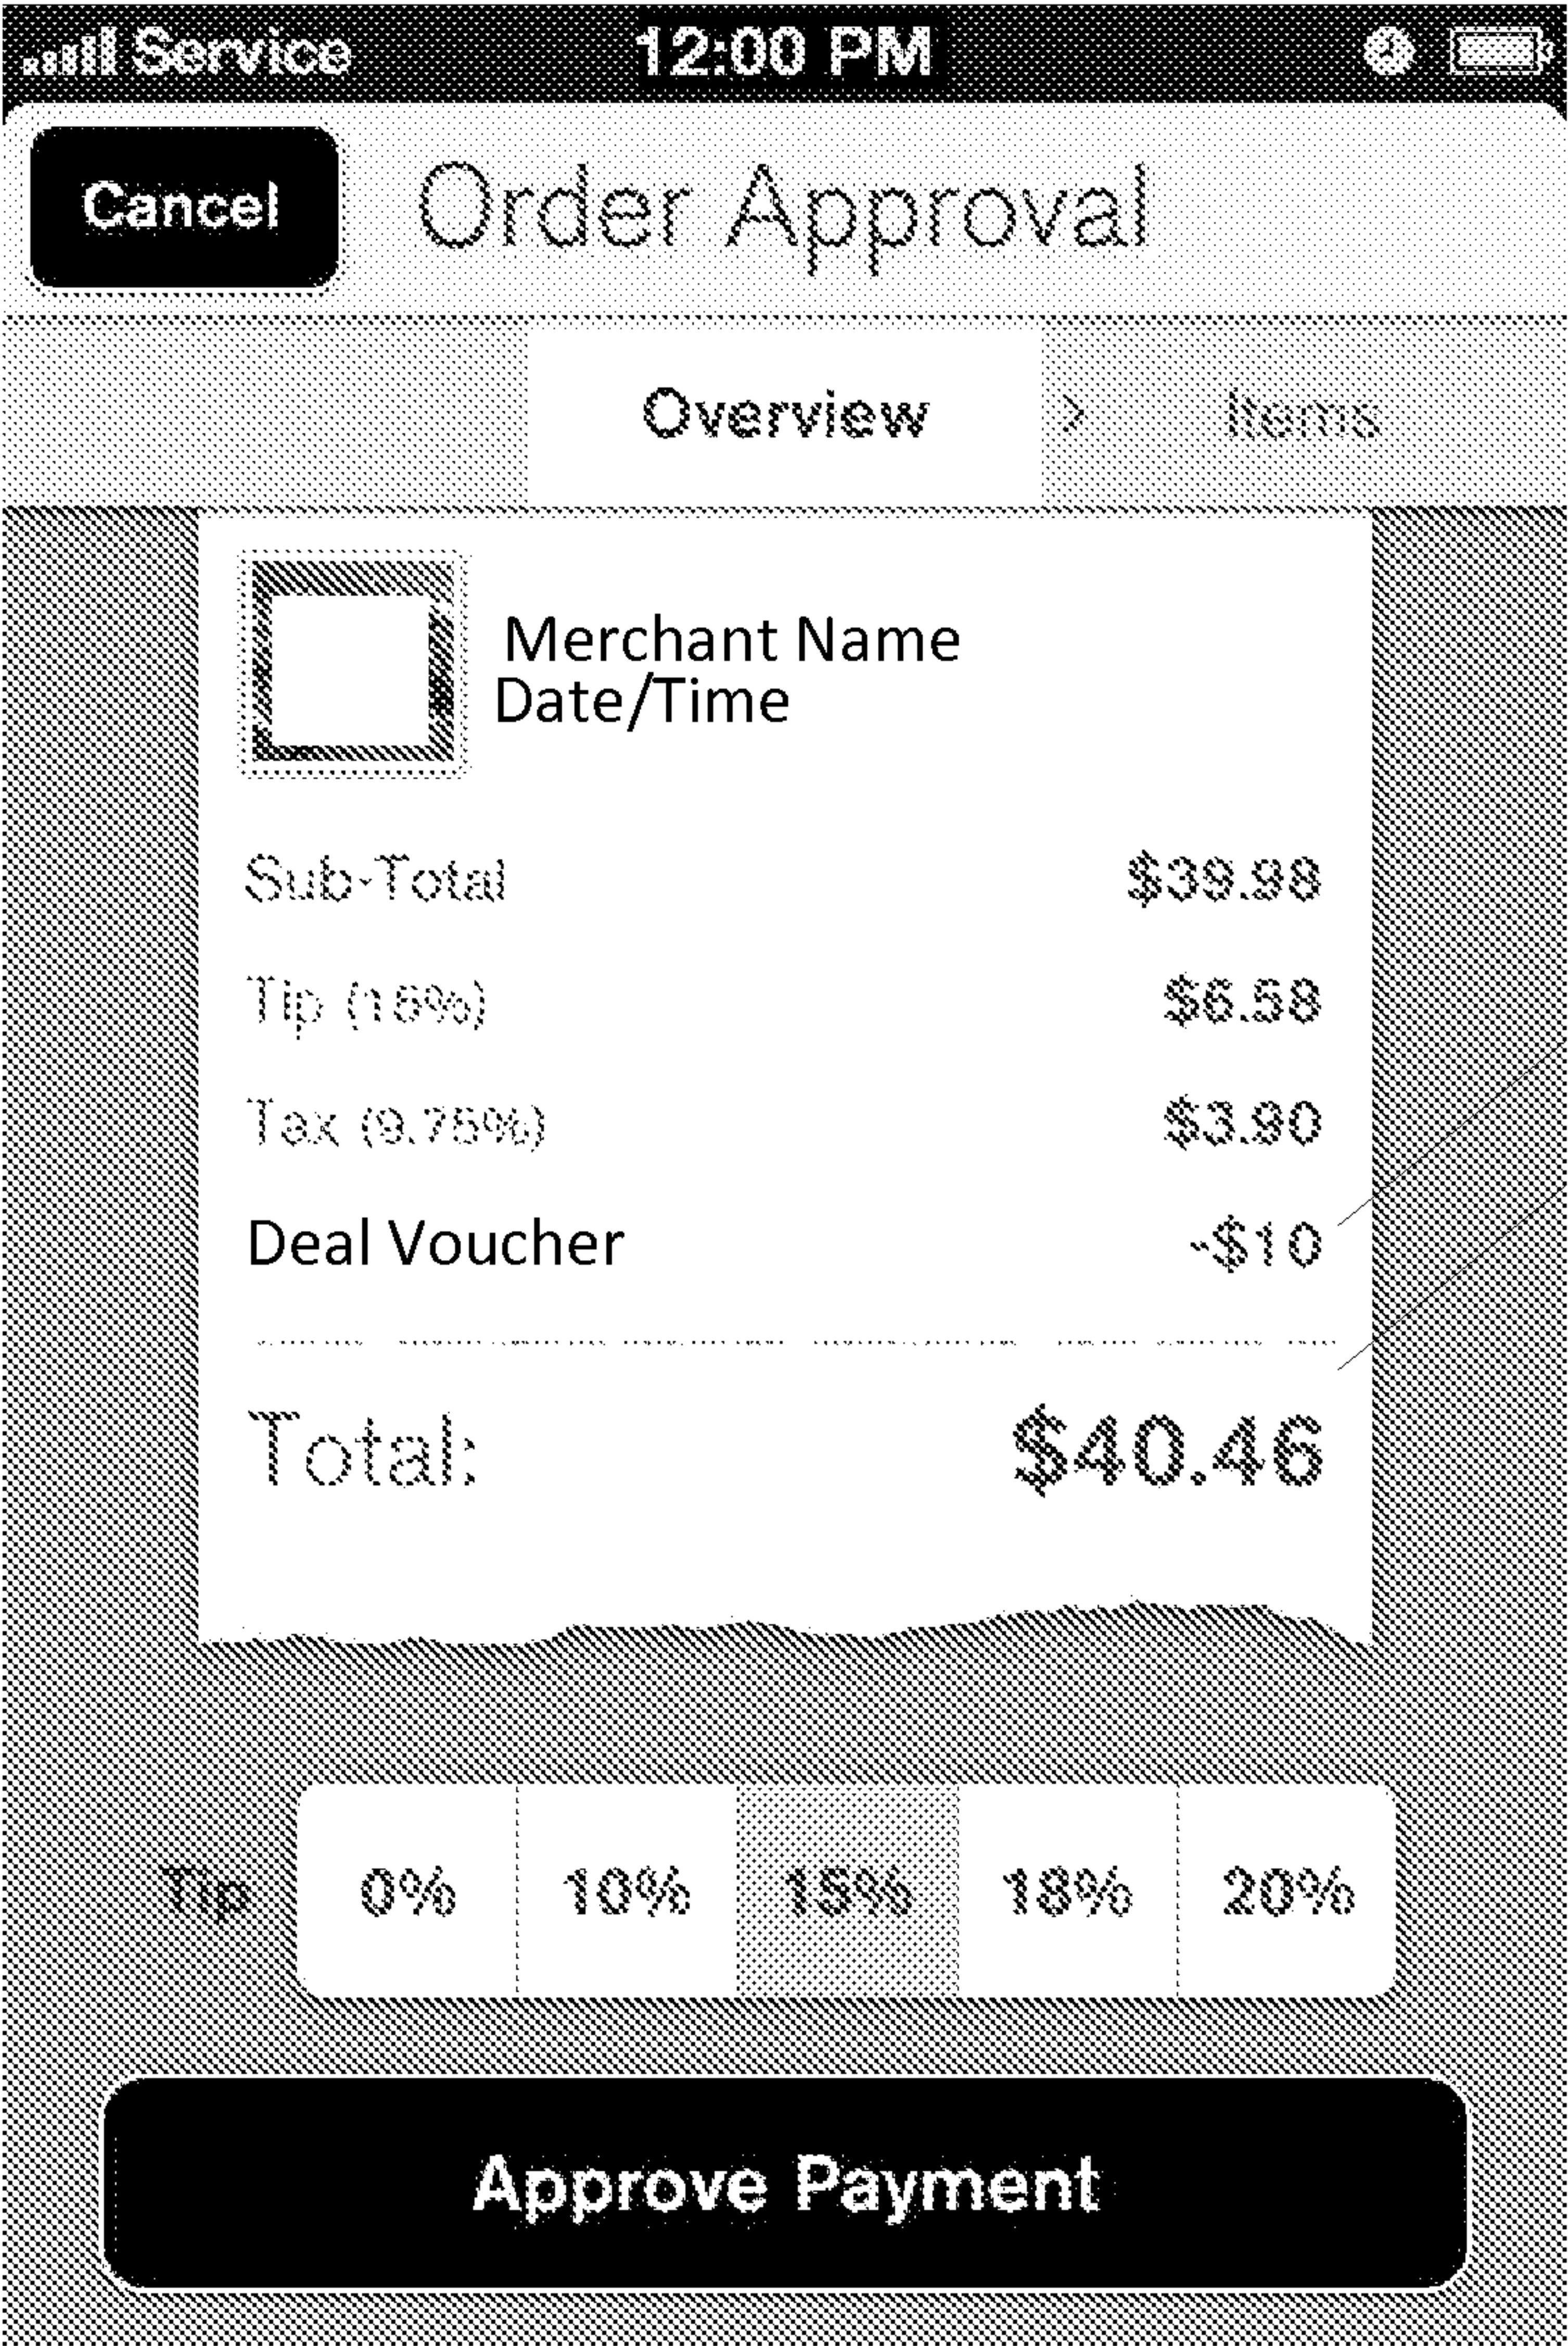 Service 12:00 PM
Cancel Order Approval
Overview > Items
Merchant Name
Date/Time
Sub-Total $39.98
Tip (15%) $6.58
Tax (9.75%) $3.90
Deal Voucher -$10
Total: $40.46
Tip 0% 10% 15% 18% 20%
Approve Payment